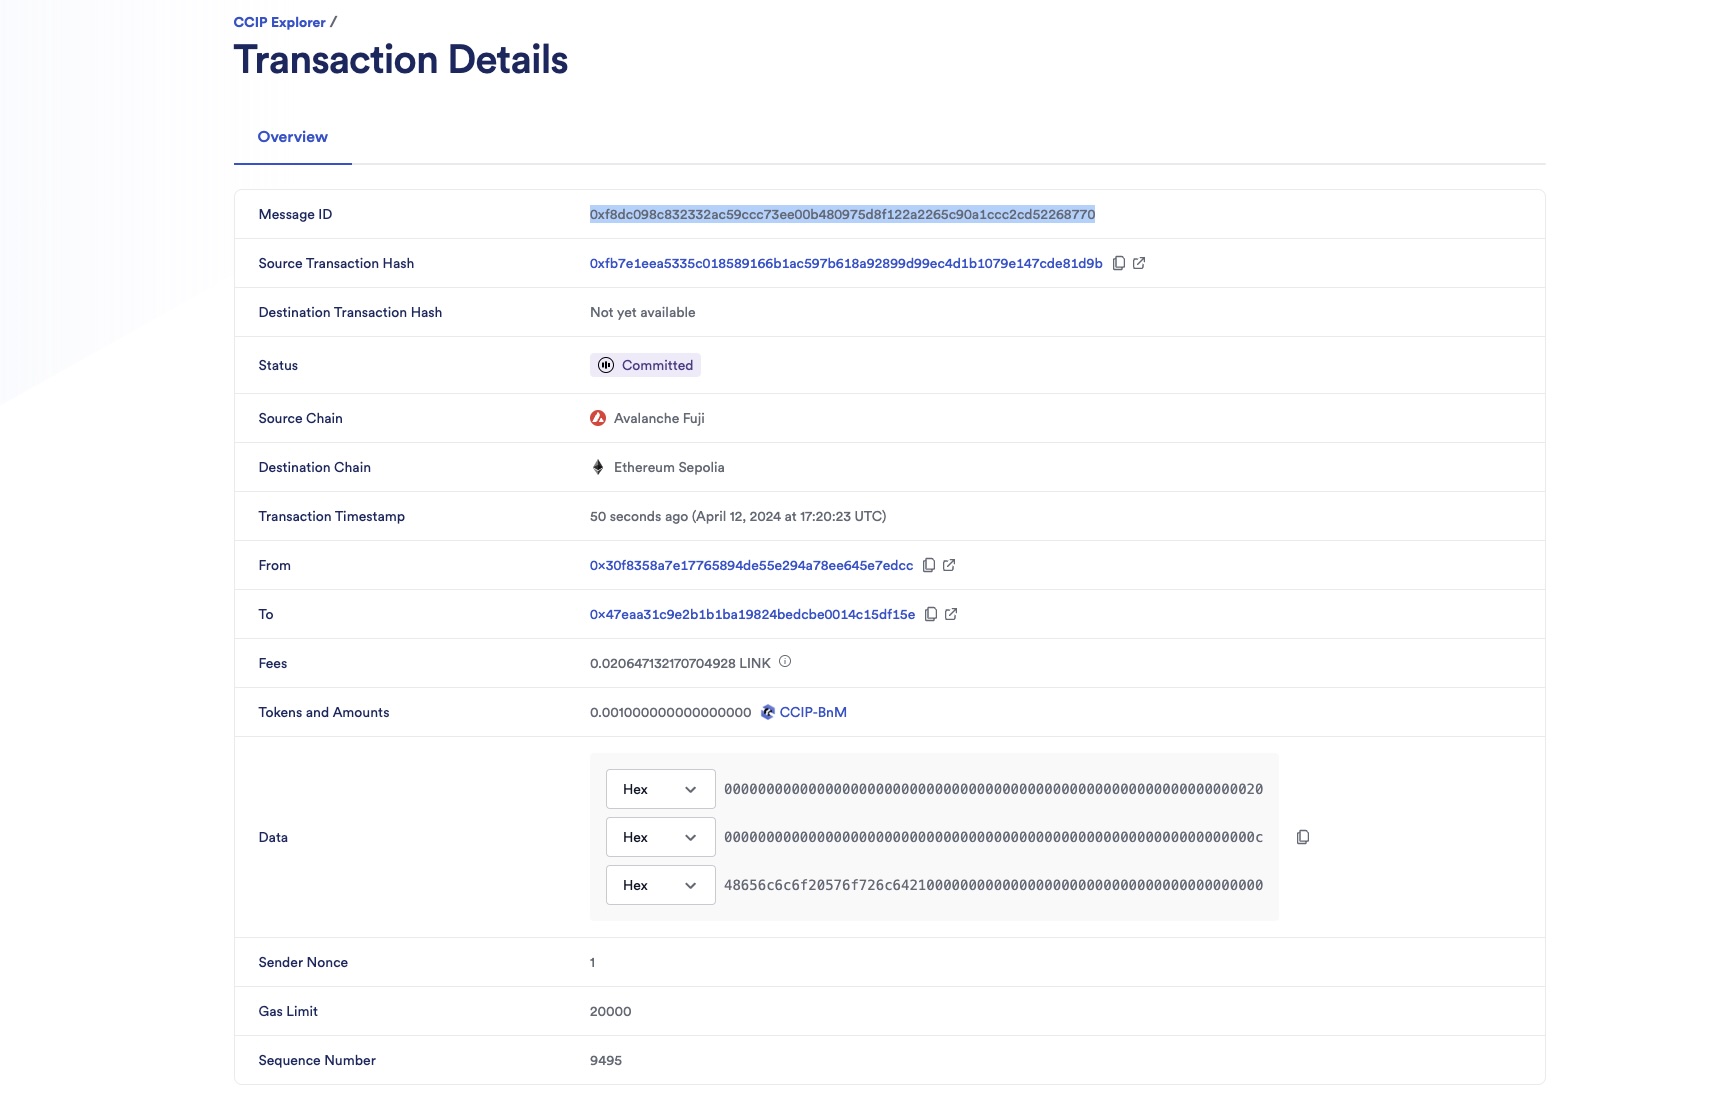 CCIP Explorer /
Transaction Details
Overview
Message ID 0xf8dc098c832332ac59ccc73ee00b480975d8f122a2265c90a1ccc2cd52268770
Source Transaction Hash 0xfb7e1eea5335c018589166b1ac597b618a92899d99ec4d1b1079e147cde81d9b
Destination Transaction Hash Not yet available
Status Committed
Source Chain Avalanche Fuji
Destination Chain Ethereum Sepolia
Transaction Timestamp 50 seconds ago (April 12, 2024 at 17:20:23 UTC)
From 0x30f8358a7e17765894de55e294a78ee645e7edcc
To 0x47eaa31c9e2b1b1ba19824bedcbe0014c15df15e
Fees 0.020647132170704928 LINK
Tokens and Amounts 0.001000000000000000 CCIP-BnM
Data
Hex 0000000000000000000000000000000000000000000000000000000000000020
Hex 000000000000000000000000000000000000000000000000000000000000000c
Hex 48656c6c6f20576f726c64210000000000000000000000000000000000000000
Sender Nonce 1
Gas Limit 20000
Sequence Number 9495